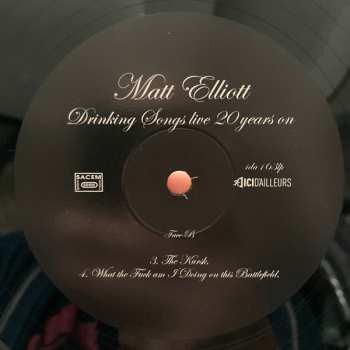 Matt Elliott
Drinking Songs live 20 years on
SACEM
ida 163lp
ICID'AILLEURS
Face B
3. The Kursk.
4. What the Fuck am I Doing on this Battlefield.